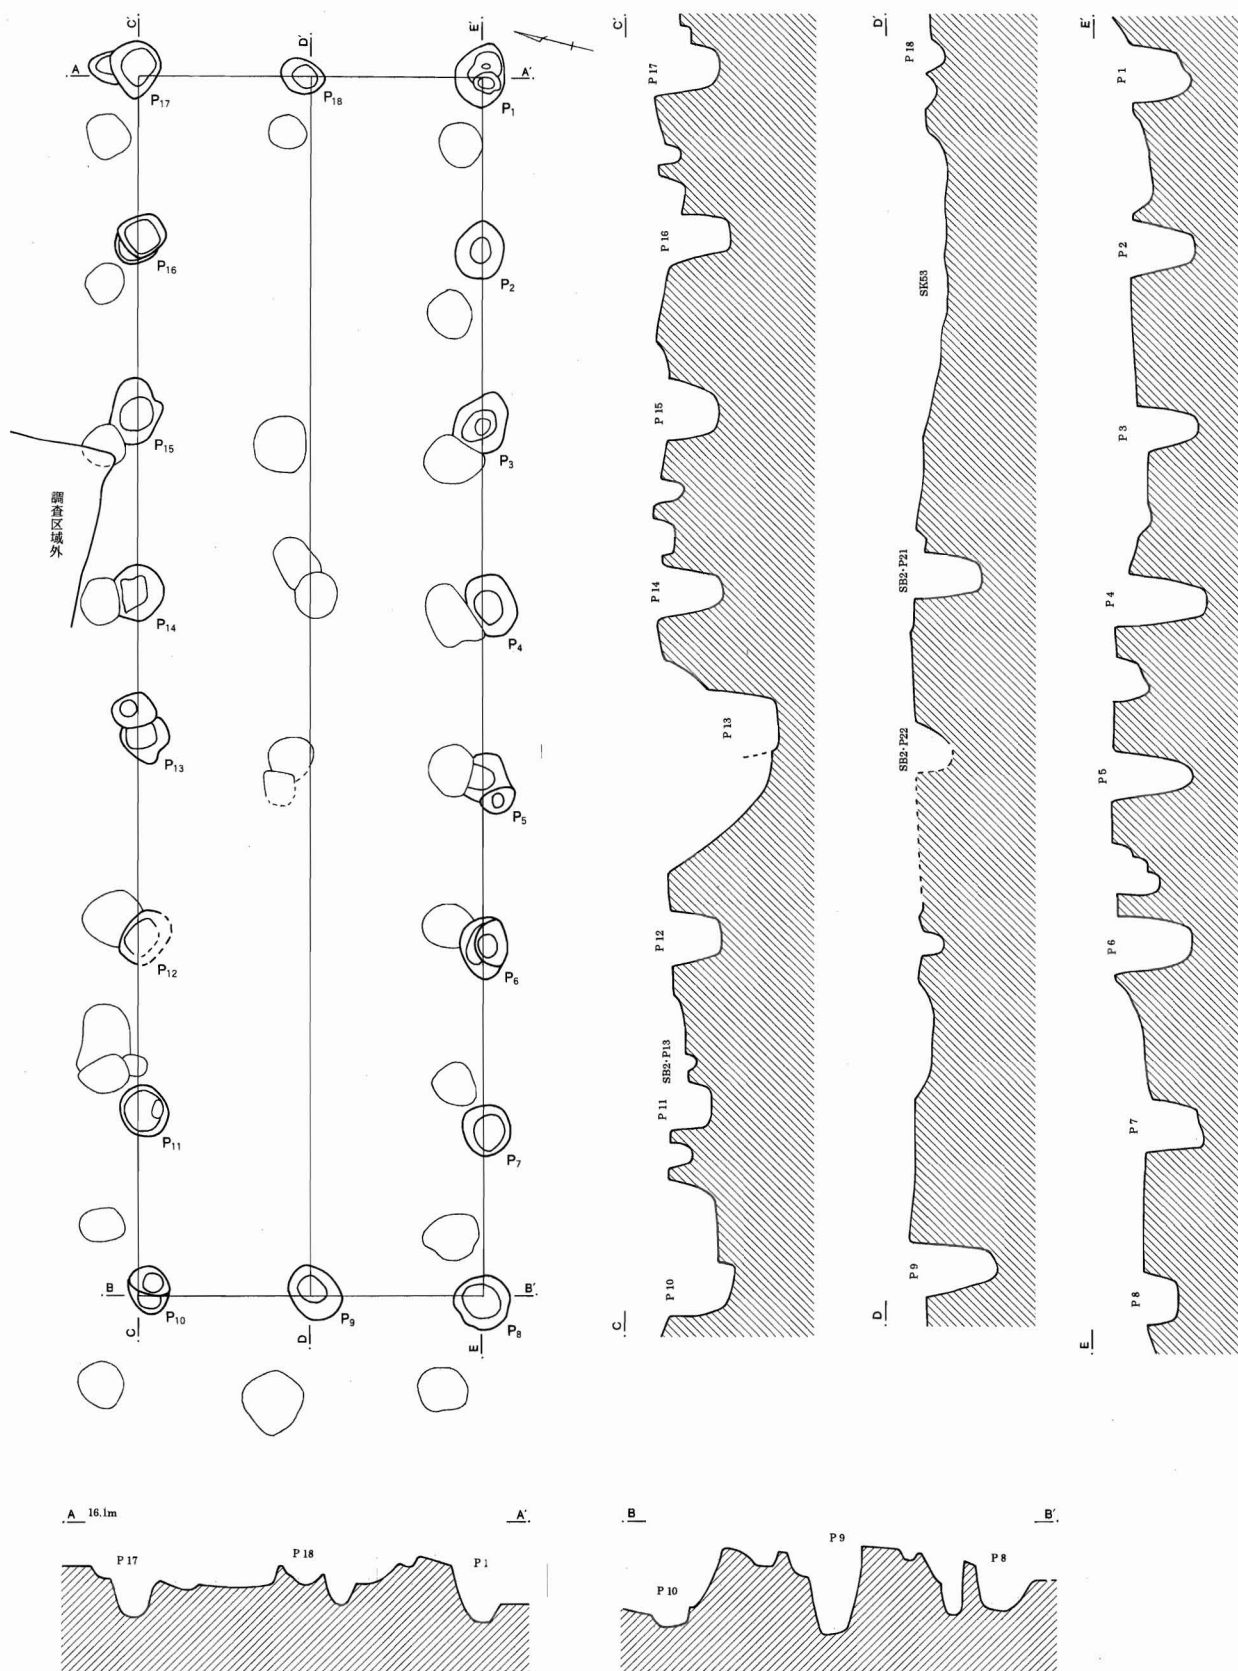 C'
D'
E'
A
A'
P17
P18
P1
P16
P2
P15
P3
調査区域外
P14
P4
P13
P5
P12
P6
P11
P7
B
B'
P10
P9
P8
C
D
E
C'
P 17
P 16
P 15
P 14
P 13
P 12
SB2・P13
P 11
P 10
C
D'
P 18
SK53
SB2・P21
SB2・P22
P 9
D
E'
P 1
P 2
P 3
P 4
P 5
P 6
P 7
P 8
E
A 16.1m A'
P 17 P 18 P 1
B B'
P 10 P 9 P 8